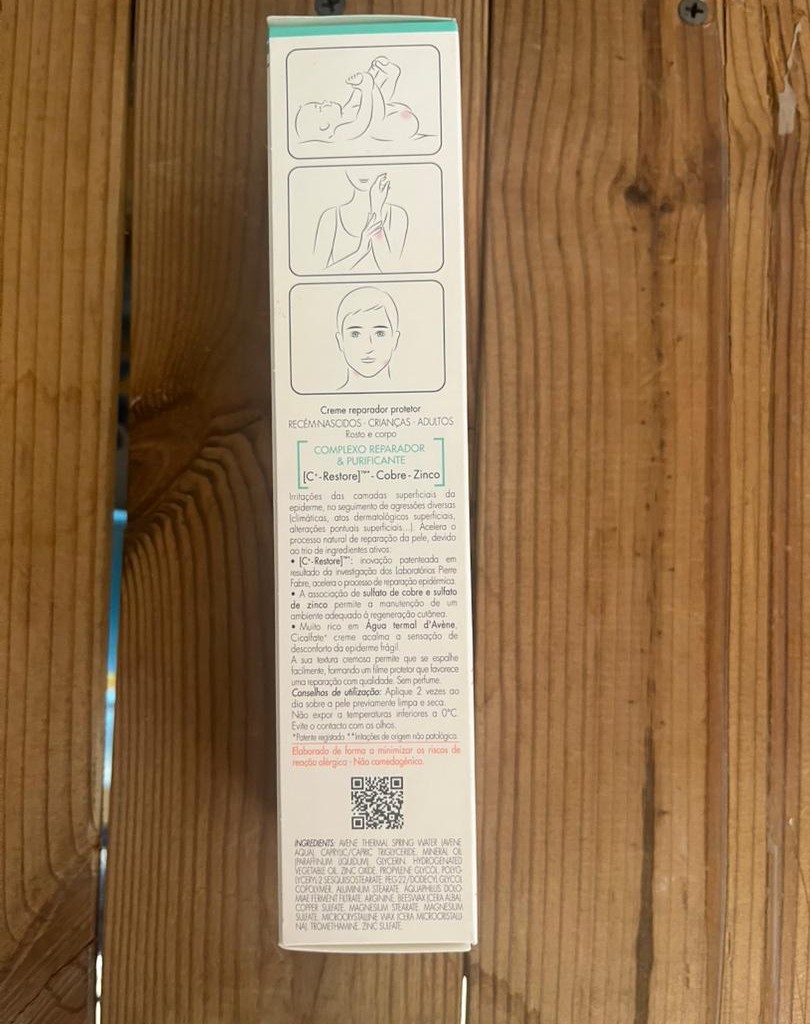 Creme reparador protetor
RECÉM-NASCIDOS · CRIANÇAS · ADULTOS
Rosto e corpo
COMPLEXO REPARADOR
& PURIFICANTE
[C⁺-Restore]™* - Cobre - Zinco
Irritações das camadas superficiais da
epiderme, no seguimento de agressões diversas
(climáticas, atos dermatológicos superficiais,
alterações pontuais superficiais...). Acelera o
processo natural de reparação da pele, devido
ao trio de ingredientes ativos:
• [C⁺-Restore]™*: inovação patenteada em
resultado da investigação dos Laboratórios Pierre
Fabre, acelera o processo de reparação epidérmica.
• A associação de sulfato de cobre e sulfato
de zinco permite a manutenção de um
ambiente adequado à regeneração cutânea.
• Muito rico em Água termal d'Avène,
Cicalfate⁺ creme acalma a sensação de
desconforto da epiderme frágil.
A sua textura cremosa permite que se espalhe
facilmente, formando um filme protetor que favorece
uma reparação com qualidade. Sem perfume.
Conselhos de utilização: Aplique 2 vezes ao
dia sobre a pele previamente limpa e seca.
Não expor a temperaturas inferiores a 0°C.
Evite o contacto com os olhos.
*Patente registada **Irritações de origem não patológica.
Elaborado de forma a minimizar os riscos de
reação alérgica · Não comedogénico.
INGREDIENTS: AVENE THERMAL SPRING WATER (AVENE
AQUA). CAPRYLIC/CAPRIC TRIGLYCERIDE. MINERAL OIL
(PARAFFINUM LIQUIDUM). GLYCERIN. HYDROGENATED
VEGETABLE OIL. ZINC OXIDE. PROPYLENE GLYCOL. POLYG-
LYCERYL-2 SESQUIISOSTEARATE. PEG-22/DODECYL GLYCOL
COPOLYMER. ALUMINUM STEARATE. AQUAPHILUS DOLO-
MIAE FERMENT FILTRATE. ARGININE. BEESWAX (CERA ALBA).
COPPER SULFATE. MAGNESIUM STEARATE. MAGNESIUM
SULFATE. MICROCRYSTALLINE WAX (CERA MICROCRISTALLI-
NA). TROMETHAMINE. ZINC SULFATE.